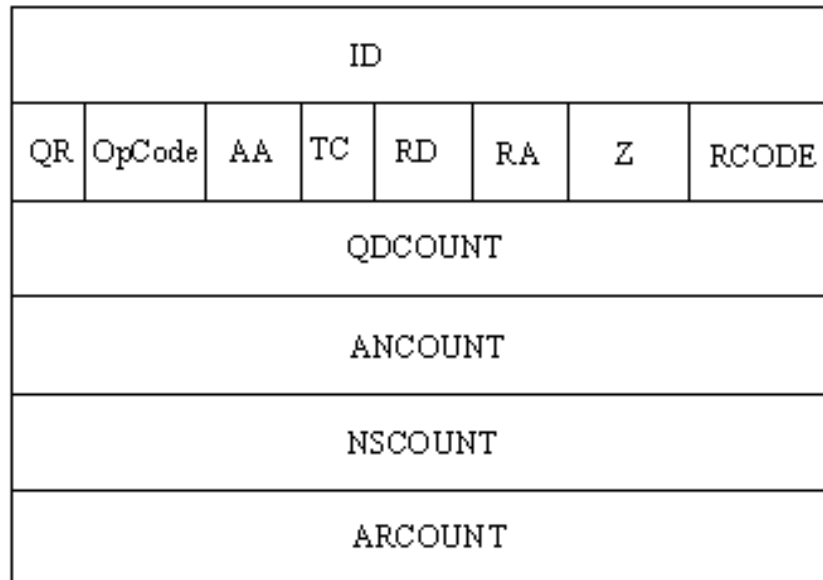 ID
QR OpCode AA TC RD RA Z RCODE
QDCOUNT
ANCOUNT
NSCOUNT
ARCOUNT